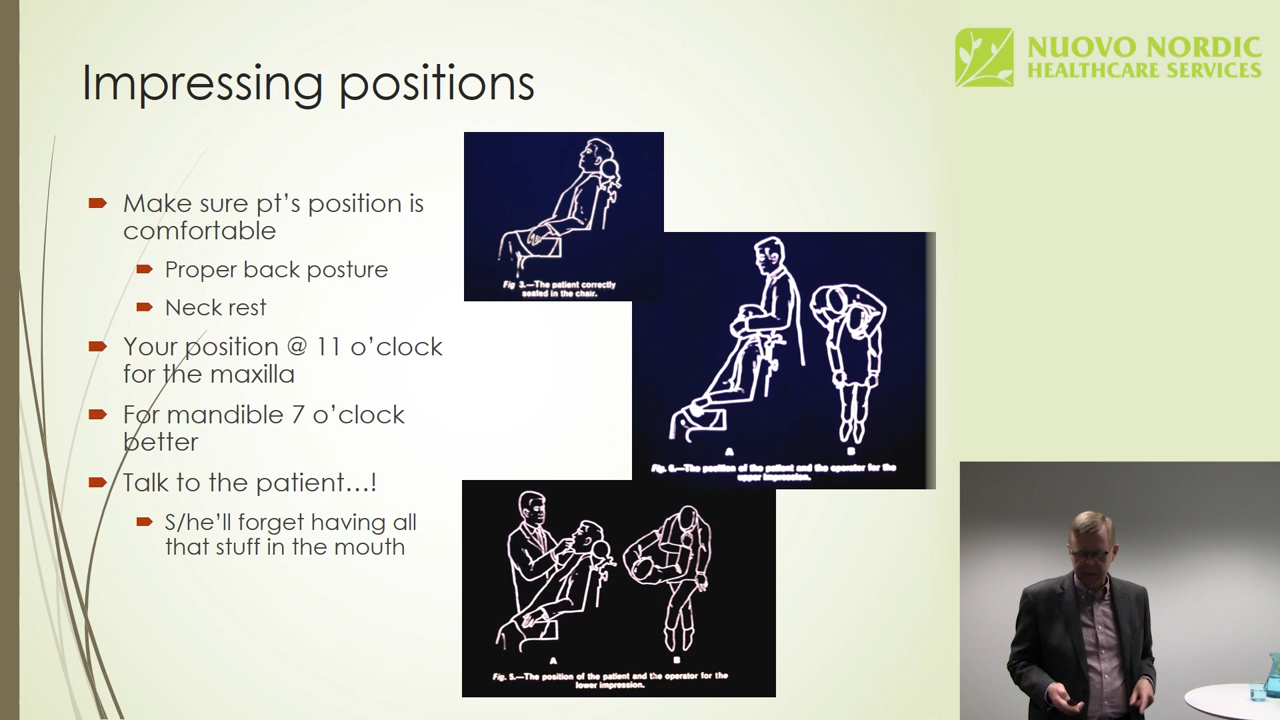 Impressing positions
NUOVO NORDIC
HEALTHCARE SERVICES
Make sure pt's position is
comfortable
Proper back posture
Neck rest
Your position @ 11 o'clock
for the maxilla
For mandible 7 o'clock
better
Talk to the patient...!
S/he'll forget having all
that stuff in the mouth
Fig 3.—The patient correctly
seated in the chair.
A B
Fig. 6.—The position of the patient and the operator for the
upper impression.
A B
Fig. 5.—The position of the patient and the operator for the
lower impression.